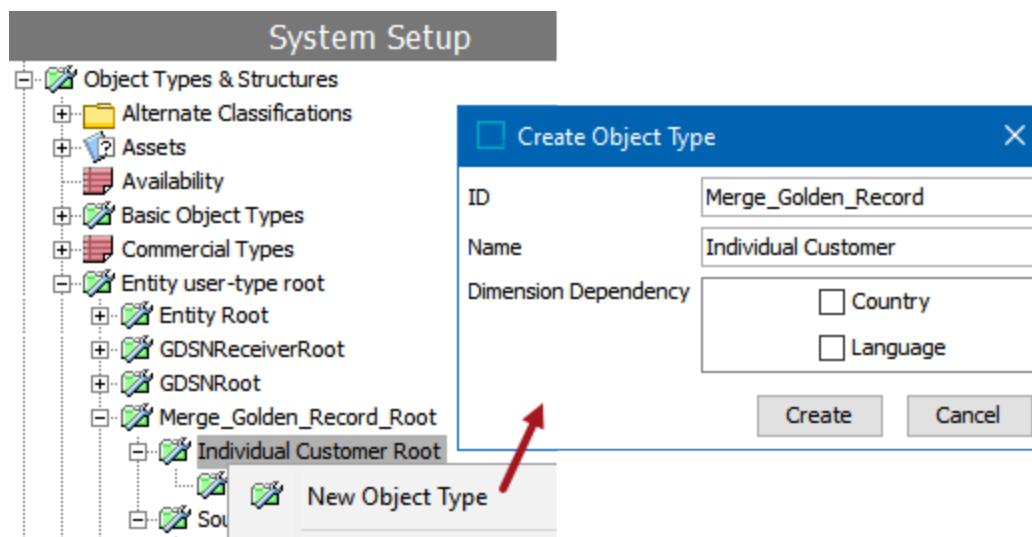 System Setup
Object Types & Structures
Alternate Classifications
Assets
Availability
Basic Object Types
Commercial Types
Entity user-type root
Entity Root
GDSNReceiverRoot
GDSNRoot
Merge_Golden_Record_Root
Individual Customer Root
New Object Type
Create Object Type
ID
Merge_Golden_Record
Name
Individual Customer
Dimension Dependency
Country
Language
Create Cancel